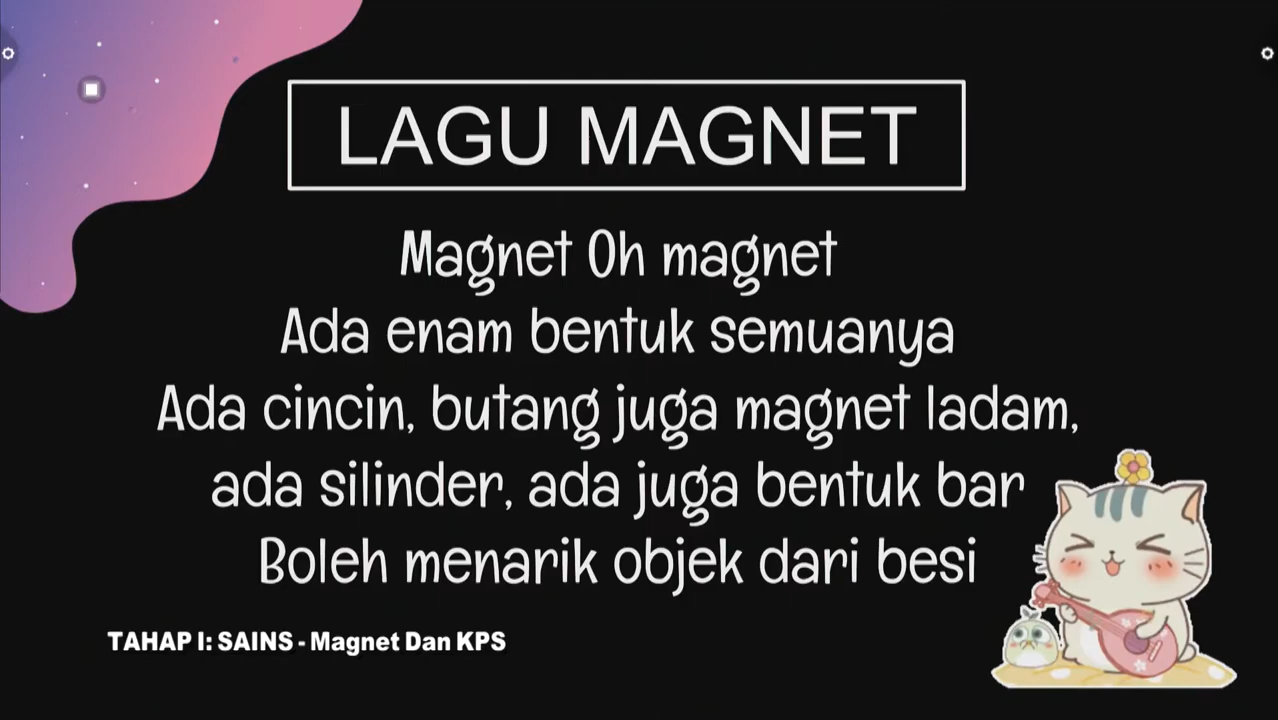 LAGU MAGNET
Magnet Oh magnet
Ada enam bentuk semuanya
Ada cincin, butang juga magnet ladam,
ada silinder, ada juga bentuk bar
Boleh menarik objek dari besi
TAHAP I: SAINS - Magnet Dan KPS